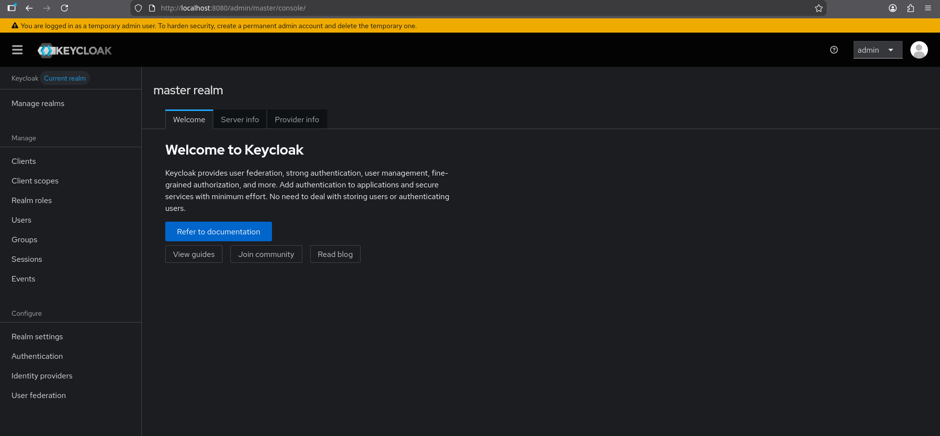 http://localhost:8080/admin/master/console/
You are logged in as a temporary admin user. To harden security, create a permanent admin account and delete the temporary one.
KEYCLOAK
admin
Keycloak Current realm
Manage realms
Manage
Clients
Client scopes
Realm roles
Users
Groups
Sessions
Events
Configure
Realm settings
Authentication
Identity providers
User federation
master realm
Welcome Server info Provider info
Welcome to Keycloak
Keycloak provides user federation, strong authentication, user management, fine-
grained authorization, and more. Add authentication to applications and secure
services with minimum effort. No need to deal with storing users or authenticating
users.
Refer to documentation
View guides Join community Read blog